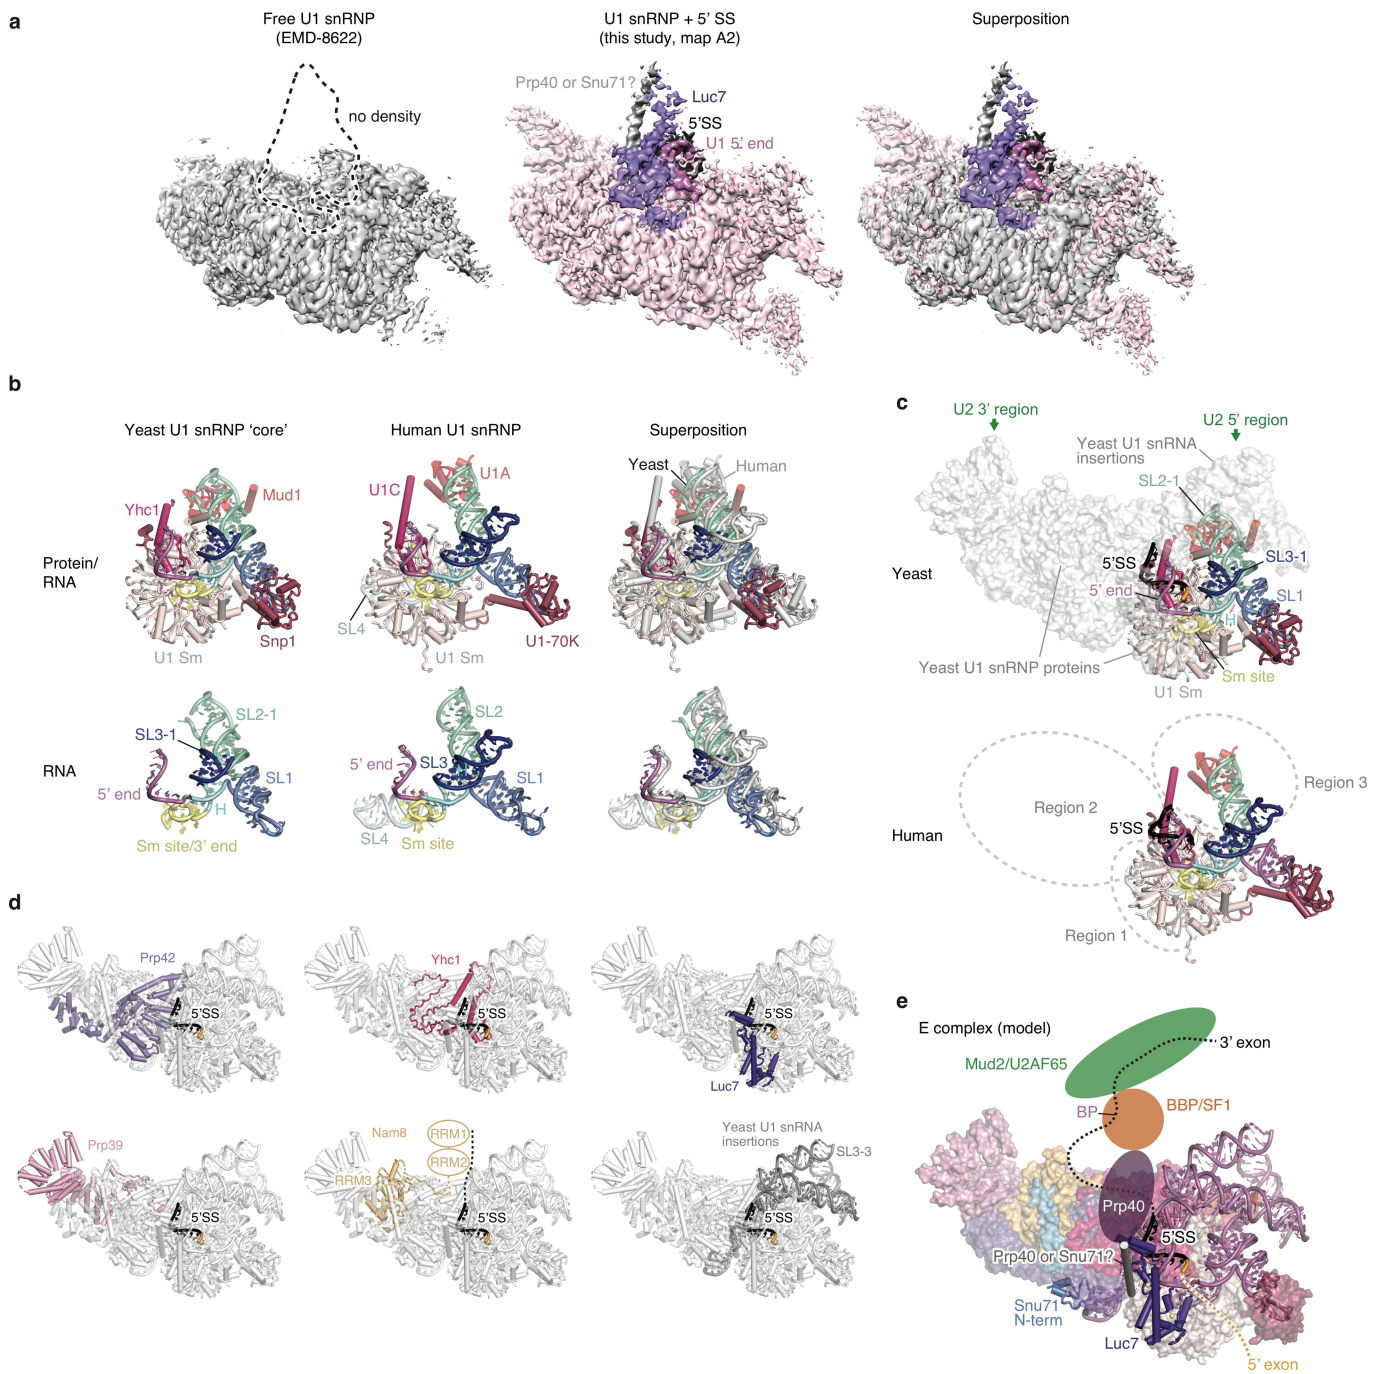 a
Free U1 snRNP
(EMD-8622)
U1 snRNP + 5’ SS
(this study, map A2)
Superposition
no density
Prp40 or Snu71?
Luc7
5’SS
U1 5’ end
b
Yeast U1 snRNP ‘core’
Human U1 snRNP
Superposition
Protein/
RNA
Yhc1
Mud1
Snp1
U1 Sm
U1C
U1A
SL4
U1-70K
U1 Sm
Yeast
Human
RNA
SL3-1
SL2-1
5’ end
SL1
H
Sm site/3’ end
SL2
5’ end
SL3
SL1
SL4
Sm site
c
U2 3’ region
U2 5’ region
Yeast U1 snRNA
insertions
SL2-1
Yeast
5’SS
SL3-1
5’ end
SL1
H
Yeast U1 snRNP proteins
Sm site
U1 Sm
Human
Region 3
Region 2
5’SS
Region 1
d
Prp42
5’SS
Yhc1
5’SS
5’SS
Luc7
Prp39
5’SS
Nam8
RRM1
RRM2
RRM3
5’SS
Yeast U1 snRNA
insertions
SL3-3
5’SS
e
E complex (model)
3’ exon
Mud2/U2AF65
BP
BBP/SF1
Prp40
5’SS
Prp40 or Snu71?
Snu71
N-term
Luc7
5’ exon